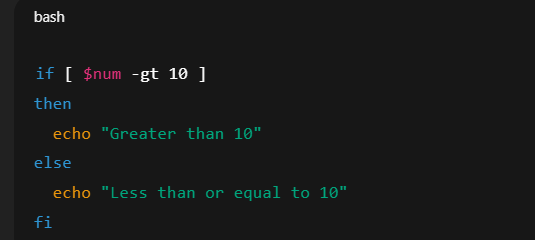 bash
if [ $num -gt 10 ]
then
  echo "Greater than 10"
else
  echo "Less than or equal to 10"
fi